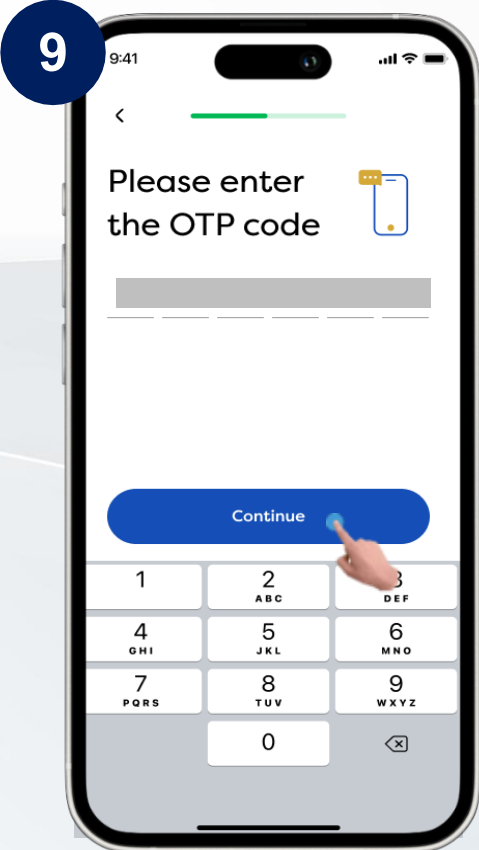 9
9:41
Please enter
the OTP code
Continue
1
2
ABC
3
DEF
4
GHI
5
JKL
6
MNO
7
PQRS
8
TUV
9
WXYZ
0